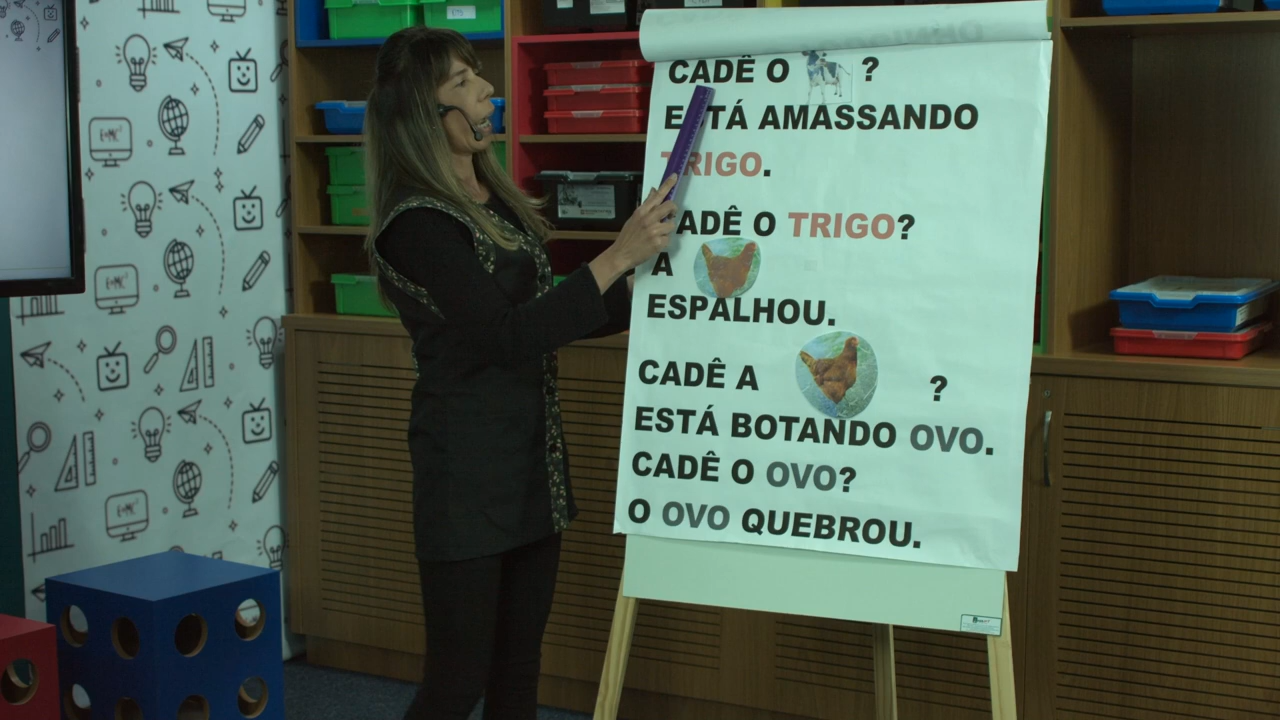 CADÊ O ?
ESTÁ AMASSANDO
TRIGO.
CADÊ O TRIGO?
A
ESPALHOU.
CADÊ A ?
ESTÁ BOTANDO OVO.
CADÊ O OVO?
O OVO QUEBROU.